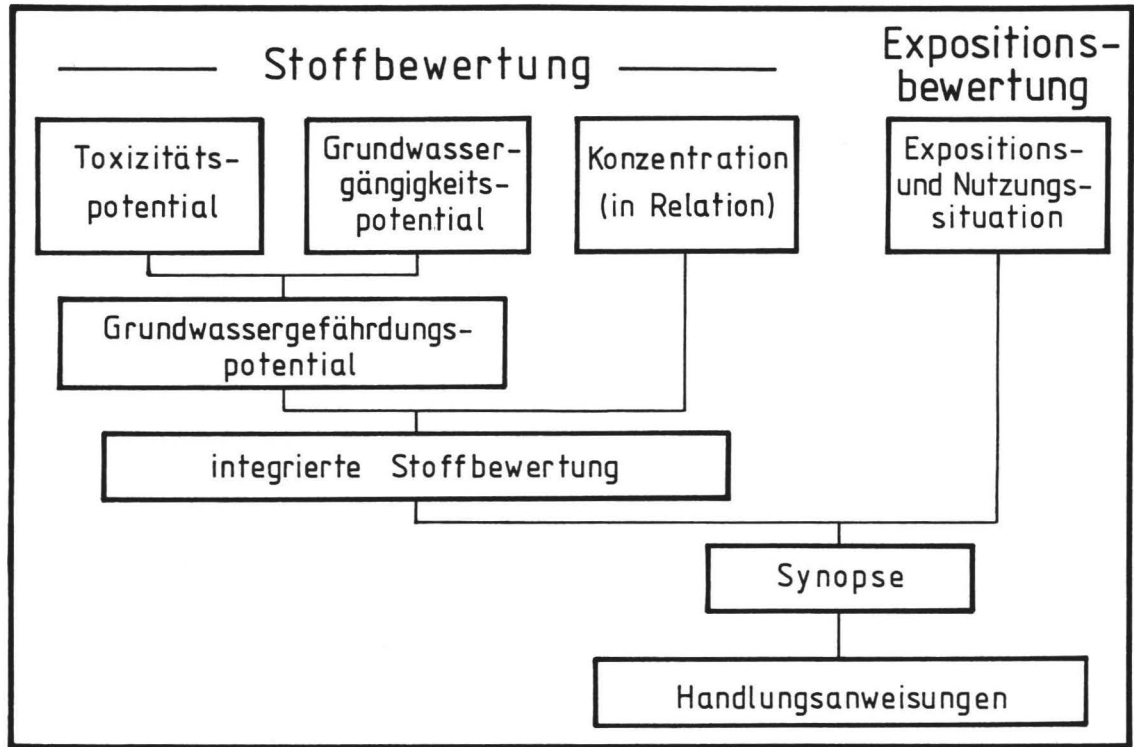 Stoffbewertung
Expositions-
bewertung
Toxizitäts-
potential
Grundwasser-
gängigkeits-
potential
Konzentration
(in Relation)
Expositions-
und Nutzungs-
situation
Grundwassergefährdungs-
potential
integrierte Stoffbewertung
Synopse
Handlungsanweisungen